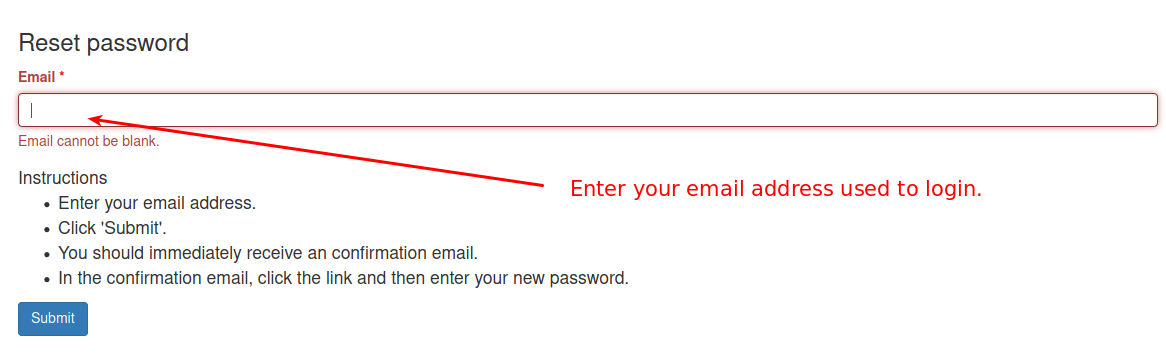 Reset password
Email *
Email cannot be blank.
Enter your email address used to login.
Instructions
• Enter your email address.
• Click 'Submit'.
• You should immediately receive an confirmation email.
• In the confirmation email, click the link and then enter your new password.
Submit